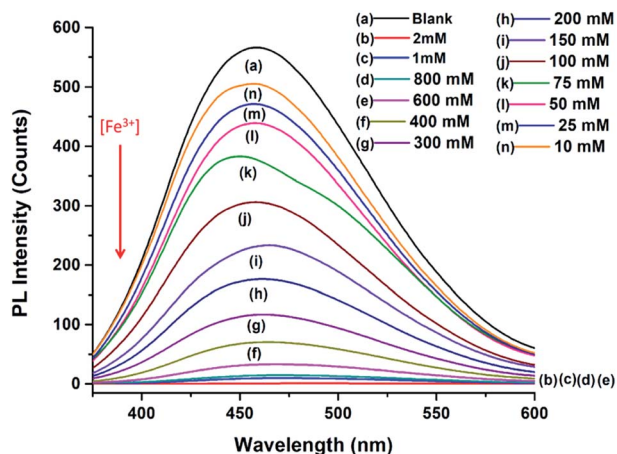 600
500
400
300
200
100
0
PL Intensity (Counts)
[Fe³⁺]
(a) Blank
(b) 2mM
(c) 1mM
(d) 800 mM
(e) 600 mM
(f) 400 mM
(g) 300 mM
(h) 200 mM
(i) 150 mM
(j) 100 mM
(k) 75 mM
(l) 50 mM
(m) 25 mM
(n) 10 mM
(a)
(n)
(m)
(l)
(k)
(j)
(i)
(h)
(g)
(f)
(b) (c) (d) (e)
400 450 500 550 600
Wavelength (nm)